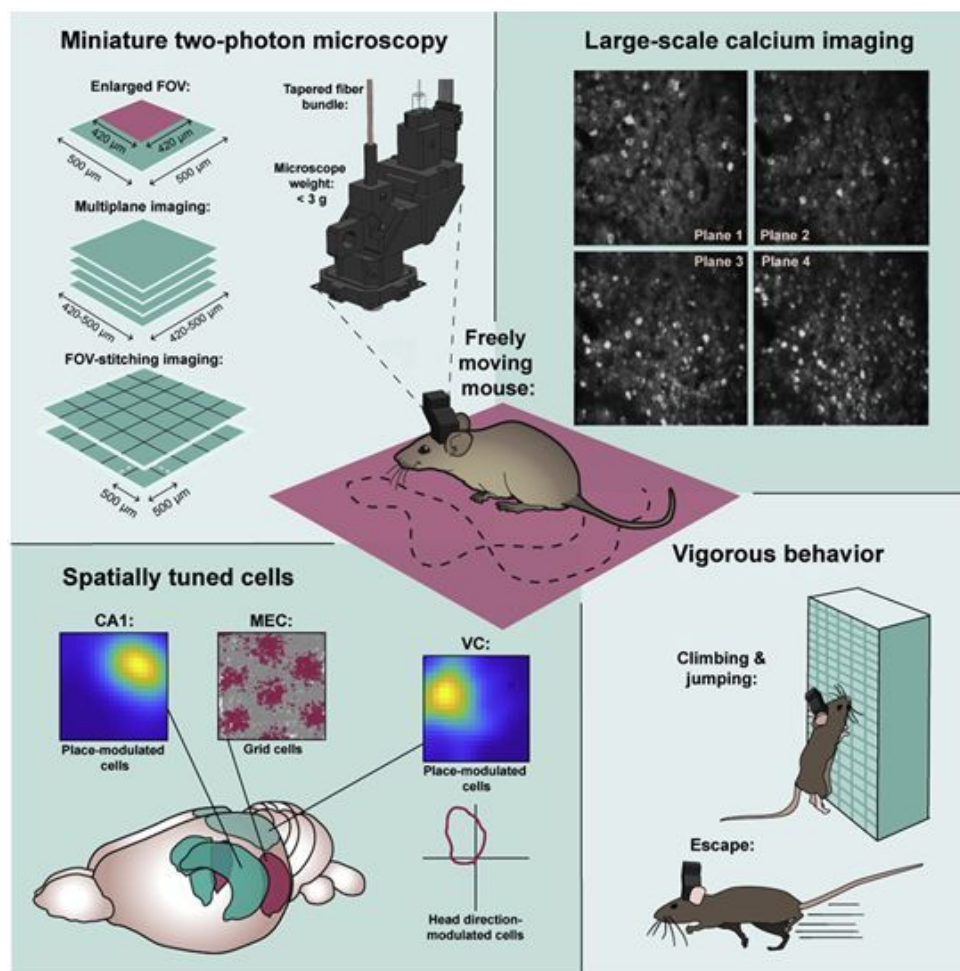 Miniature two-photon microscopy
Enlarged FOV:
420 µm
420 µm
500 µm
500 µm
Multiplane imaging:
420-500 µm
420-500 µm
FOV-stitching imaging:
500
µm
500
µm
Tapered fiber
bundle:
Microscope
weight:
< 3 g
Large-scale calcium imaging
Plane 1
Plane 2
Plane 3
Plane 4
Freely
moving
mouse:
Spatially tuned cells
CA1:
Place-modulated
cells
MEC:
Grid cells
VC:
Place-modulated
cells
Head direction-
modulated cells
Vigorous behavior
Climbing &
jumping:
Escape: